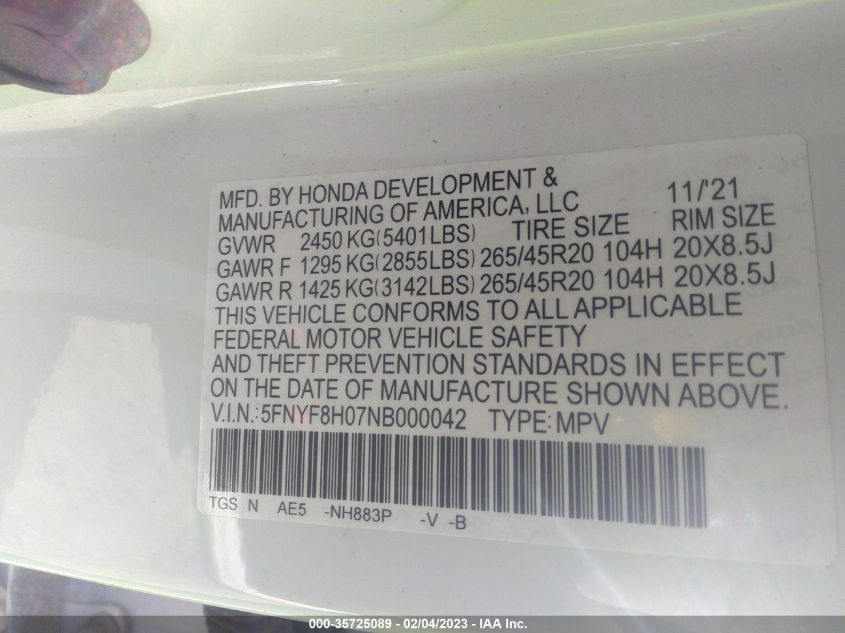 MFD. BY HONDA DEVELOPMENT &
MANUFACTURING OF AMERICA, LLC 11/'21
GVWR 2450 KG(5401LBS) TIRE SIZE RIM SIZE
GAWR F 1295 KG(2855LBS) 265/45R20 104H 20X8.5J
GAWR R 1425 KG(3142LBS) 265/45R20 104H 20X8.5J
THIS VEHICLE CONFORMS TO ALL APPLICABLE
FEDERAL MOTOR VEHICLE SAFETY
AND THEFT PREVENTION STANDARDS IN EFFECT
ON THE DATE OF MANUFACTURE SHOWN ABOVE.
V.I.N.:5FNYF8H07NB000042 TYPE:MPV
TGS N AE5 -NH883P -V -B
000-35725089 - 02/04/2023 - IAA Inc.